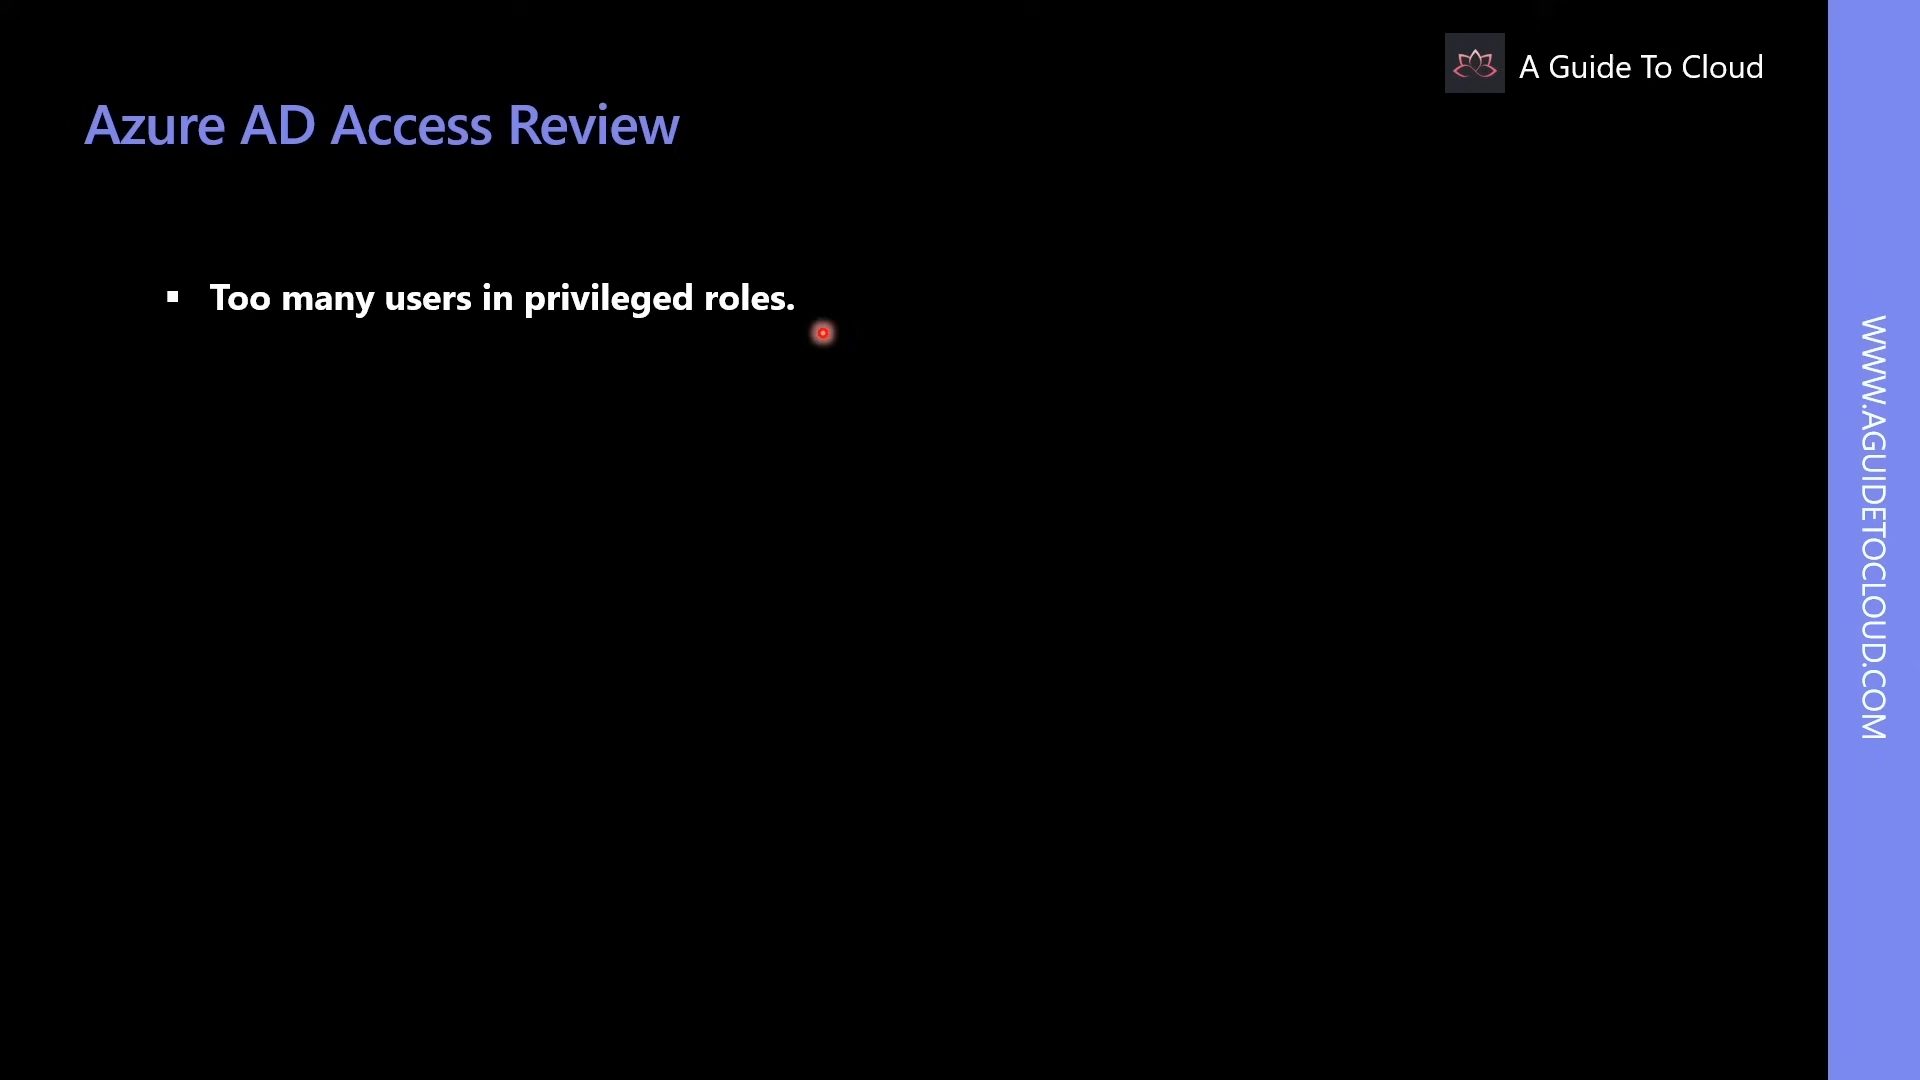 A Guide To Cloud
Azure AD Access Review
▪ Too many users in privileged roles.
WWW.AGUIDETOCLOUD.COM